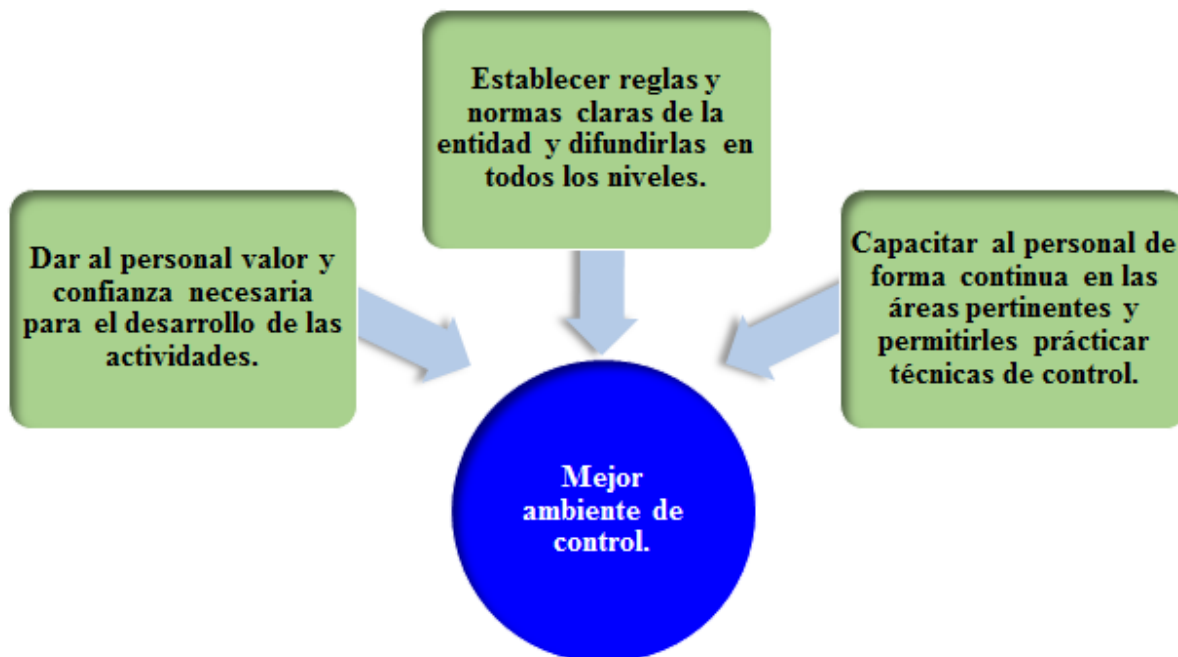 Establecer reglas y
normas claras de la
entidad y difundirlas en
todos los niveles.
Dar al personal valor y
confianza necesaria
para el desarrollo de las
actividades.
Capacitar al personal de
forma continua en las
áreas pertinentes y
permitirles prácticar
técnicas de control.
Mejor
ambiente de
control.